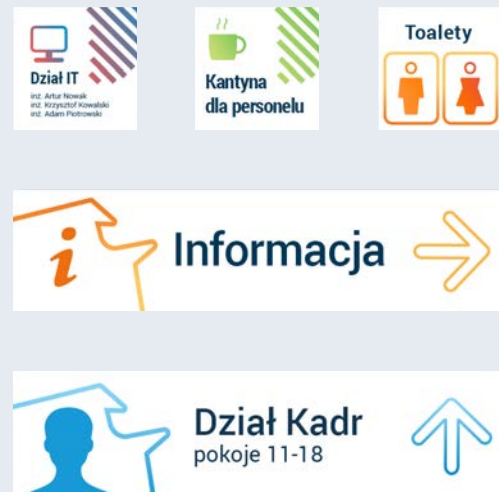 Dział IT
inż. Artur Nowak
inż. Krzysztof Kowalski
inż. Adam Piotrowski
Kantyna
dla personelu
Toalety
i
Informacja
Dział Kadr
pokoje 11-18